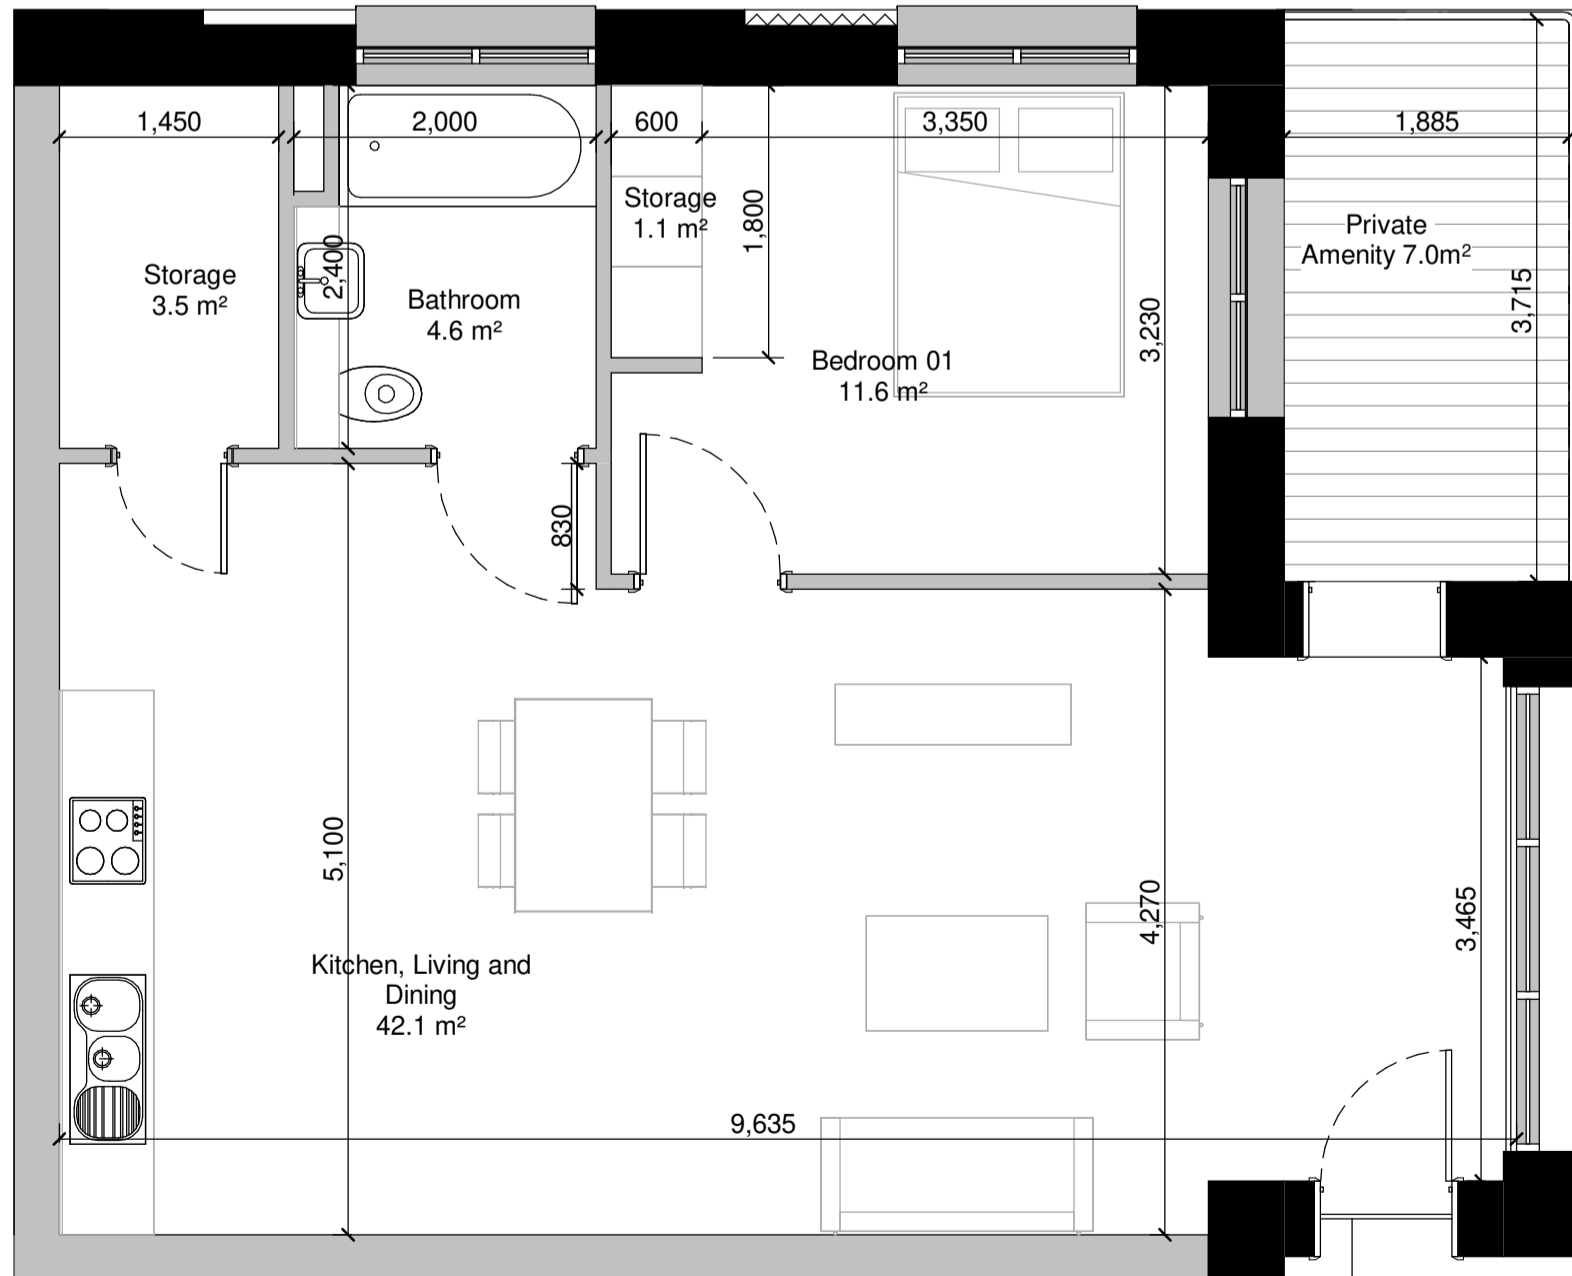 1,450
2,000
600
3,350
1,885
Storage
3.5 m²
2,400
Bathroom
4.6 m²
Storage
1.1 m²
1,800
Bedroom 01
11.6 m²
3,230
Private
Amenity 7.0m²
3,715
830
5,100
Kitchen, Living and
Dining
42.1 m²
4,270
3,465
9,635